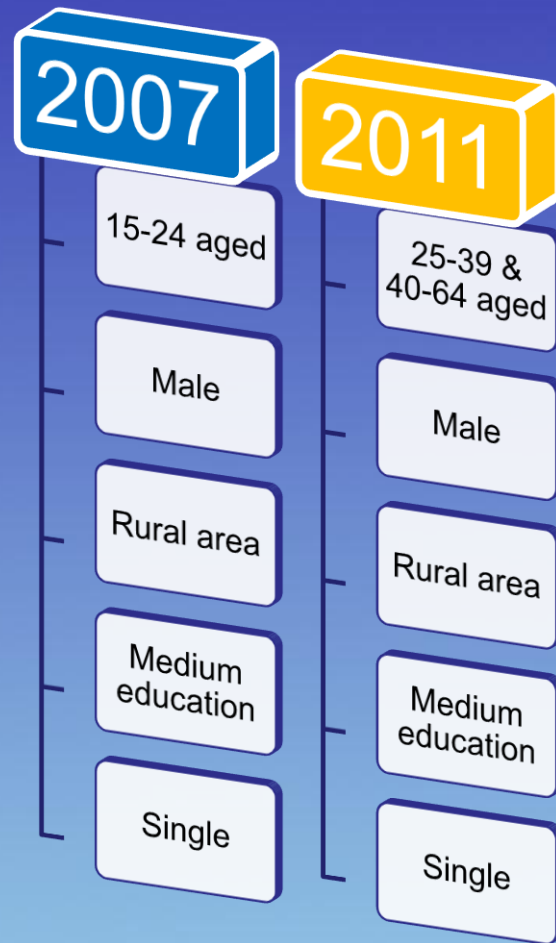 2007
15-24 aged
Male
Rural area
Medium
education
Single
2011
25-39 &
40-64 aged
Male
Rural area
Medium
education
Single